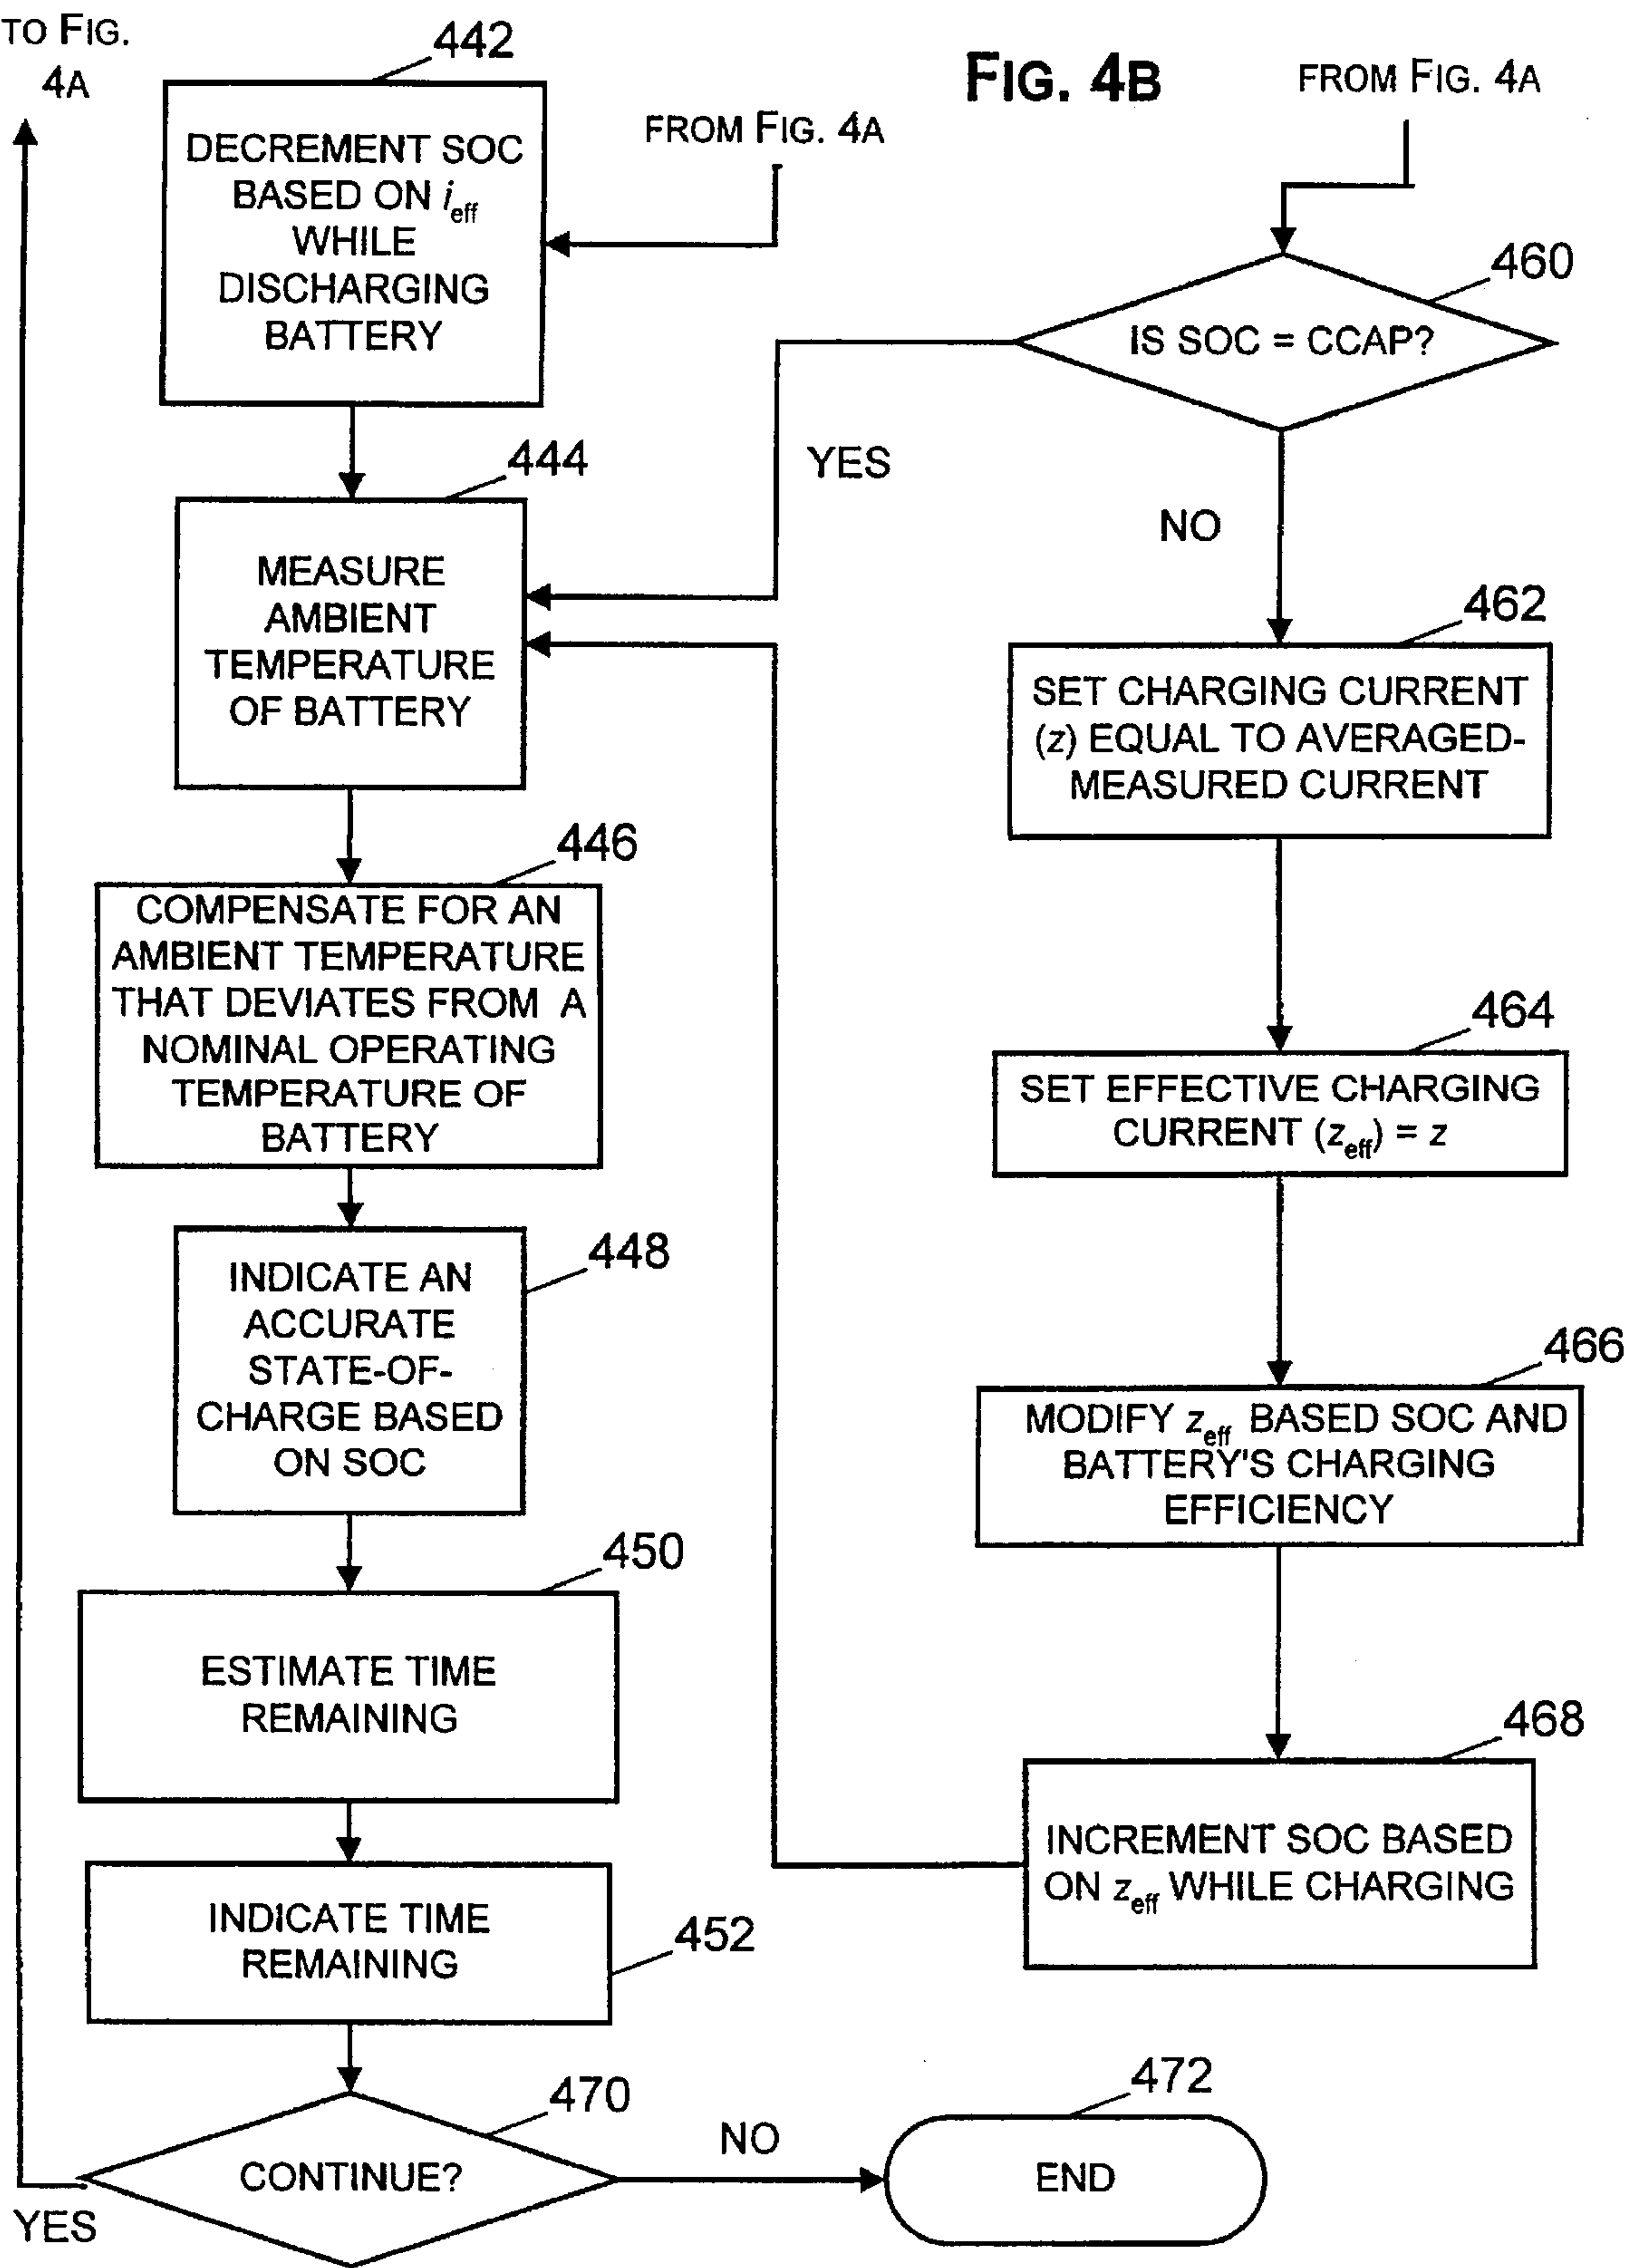 TO FIG.
4A
442
FIG. 4B
FROM FIG. 4A
FROM FIG. 4A
DECREMENT SOC
BASED ON i_eff
WHILE
DISCHARGING
BATTERY
460
IS SOC = CCAP?
YES
NO
444
MEASURE
AMBIENT
TEMPERATURE
OF BATTERY
462
SET CHARGING CURRENT
(z) EQUAL TO AVERAGED-
MEASURED CURRENT
446
COMPENSATE FOR AN
AMBIENT TEMPERATURE
THAT DEVIATES FROM A
NOMINAL OPERATING
TEMPERATURE OF
BATTERY
464
SET EFFECTIVE CHARGING
CURRENT (z_eff) = z
448
INDICATE AN
ACCURATE
STATE-OF-
CHARGE BASED
ON SOC
466
MODIFY z_eff BASED SOC AND
BATTERY'S CHARGING
EFFICIENCY
450
ESTIMATE TIME
REMAINING
468
INCREMENT SOC BASED
ON z_eff WHILE CHARGING
452
INDICATE TIME
REMAINING
470
CONTINUE?
YES
NO
472
END